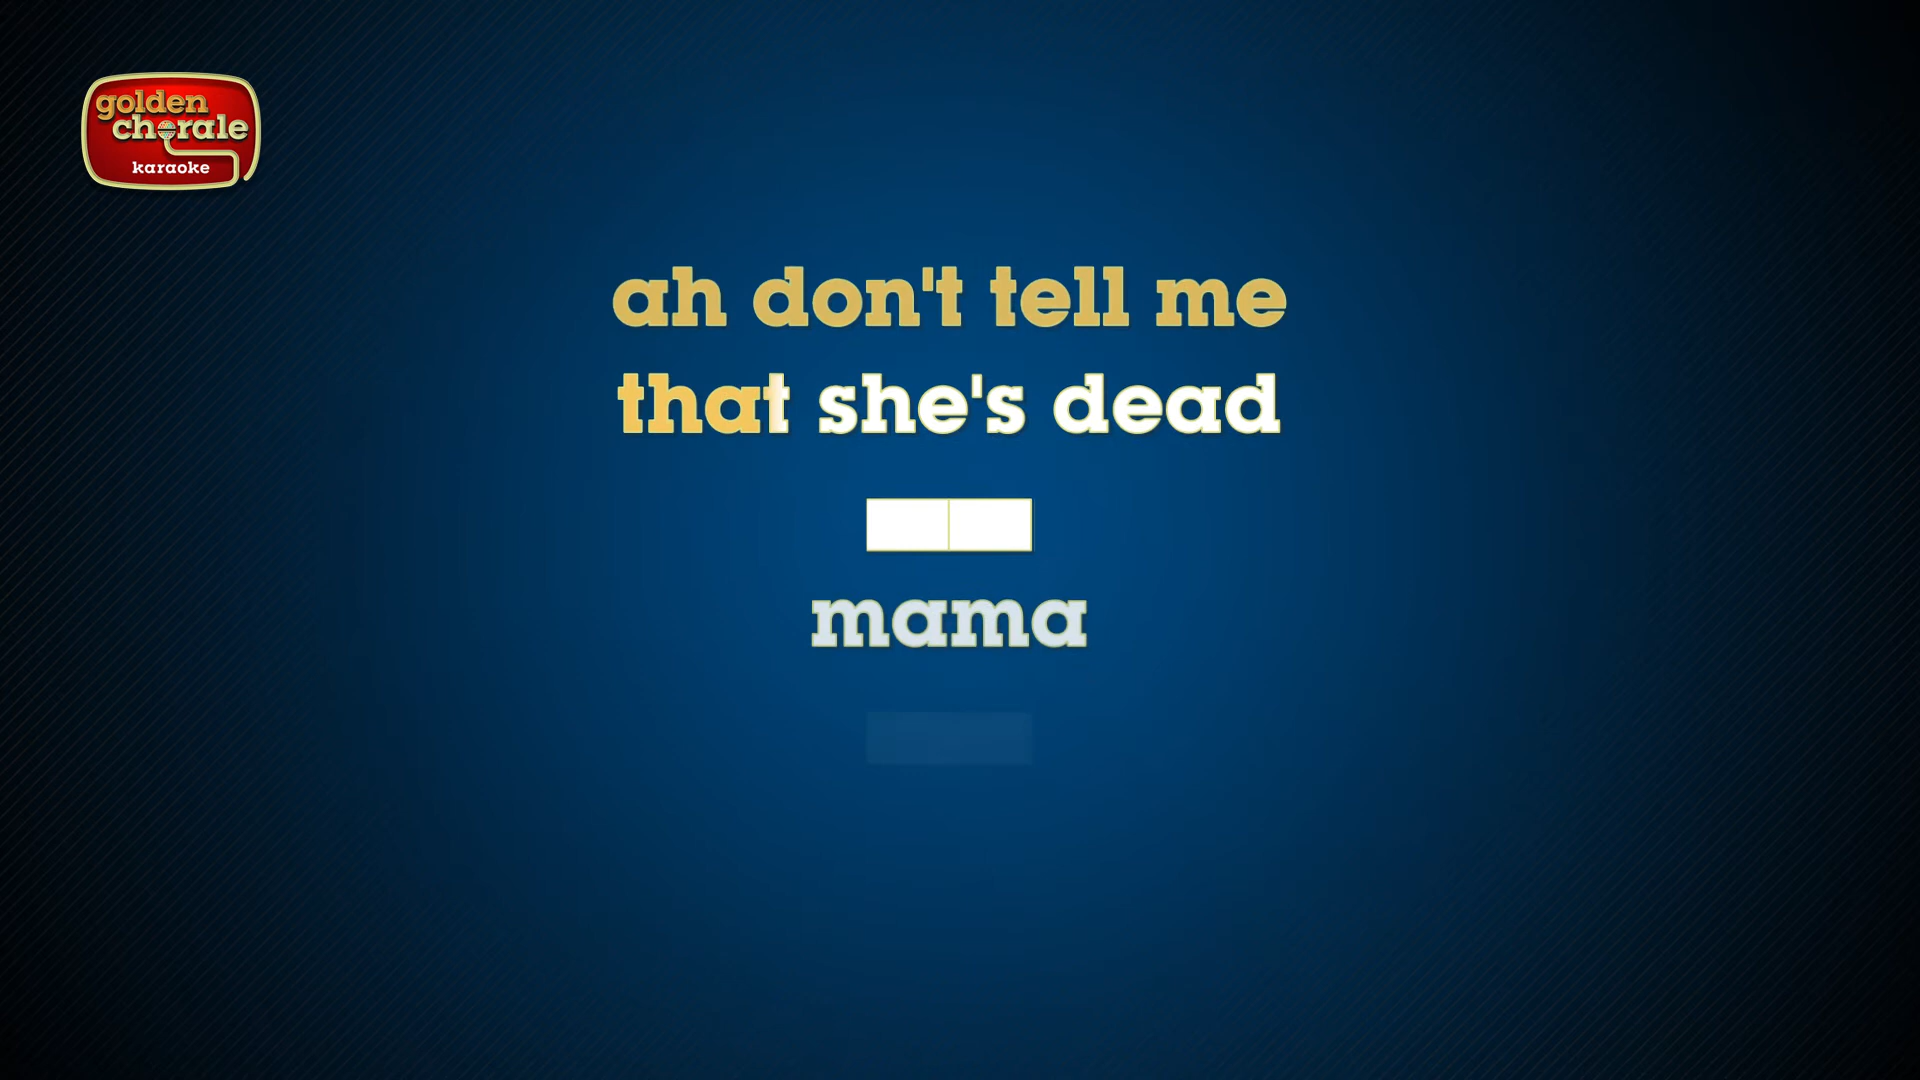 golden
chorale
karaoke
ah don't tell me
that she's dead
mama